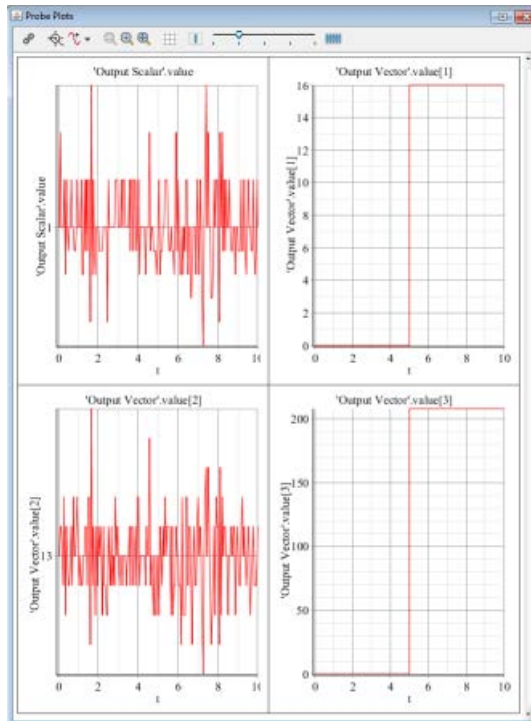 Probe Plots
'Output Scalar'.value
'Output Scalar'.value
1
0 2 4 6 8 10
t
'Output Vector'.value[1]
'Output Vector'.value[1]
16
14
12
10
8
6
4
2
0
0 2 4 6 8 10
t
'Output Vector'.value[2]
'Output Vector'.value[2]
13
0 2 4 6 8 10
t
'Output Vector'.value[3]
'Output Vector'.value[3]
200
150
100
50
0
0 2 4 6 8 10
t